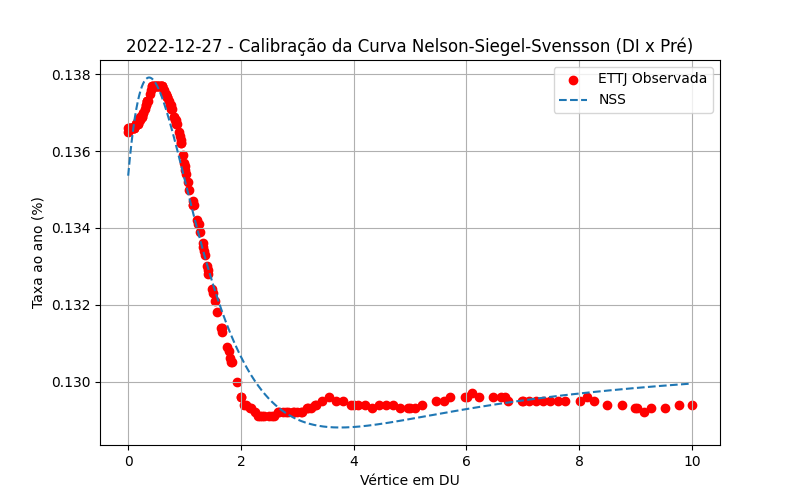 2022-12-27 - Calibração da Curva Nelson-Siegel-Svensson (DI x Pré)
ETTJ Observada
NSS
Taxa ao ano (%)
0.138
0.136
0.134
0.132
0.130
0 2 4 6 8 10
Vértice em DU